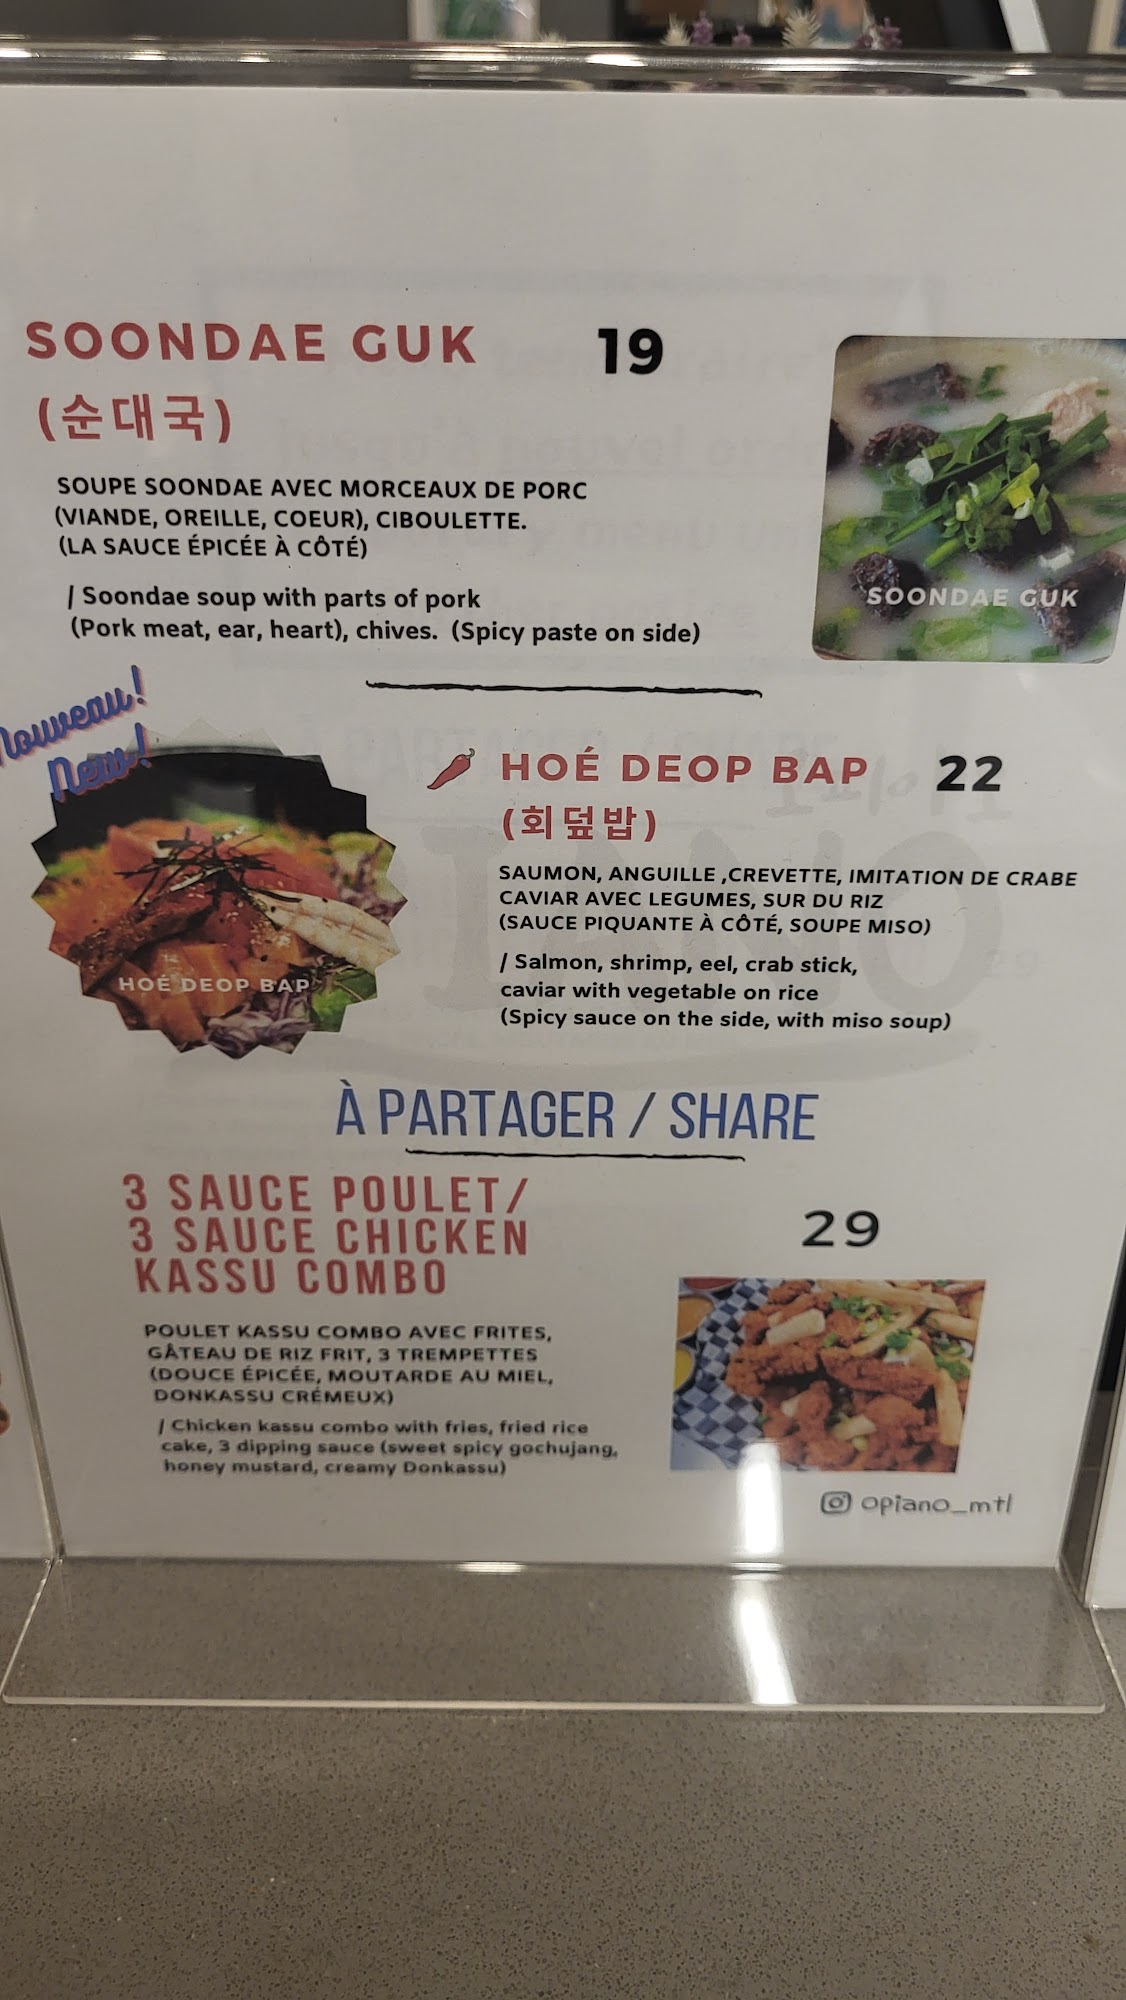 SOONDAE GUK 19
(순대국)
SOUPE SOONDAE AVEC MORCEAUX DE PORC
(VIANDE, OREILLE, COEUR), CIBOULETTE.
(LA SAUCE ÉPICÉE À CÔTÉ)
/ Soondae soup with parts of pork
(Pork meat, ear, heart), chives. (Spicy paste on side)
SOONDAE GUK
Nouveau!
New!
HOÉ DEOP BAP
HOÉ DEOP BAP 22
(회덮밥)
SAUMON, ANGUILLE ,CREVETTE, IMITATION DE CRABE
CAVIAR AVEC LEGUMES, SUR DU RIZ
(SAUCE PIQUANTE À CÔTÉ, SOUPE MISO)
/ Salmon, shrimp, eel, crab stick,
caviar with vegetable on rice
(Spicy sauce on the side, with miso soup)
À PARTAGER / SHARE
3 SAUCE POULET/
3 SAUCE CHICKEN
KASSU COMBO
29
POULET KASSU COMBO AVEC FRITES,
GÂTEAU DE RIZ FRIT, 3 TREMPETTES
(DOUCE ÉPICÉE, MOUTARDE AU MIEL,
DONKASSU CRÉMEUX)
/ Chicken kassu combo with fries, fried rice
cake, 3 dipping sauce (sweet spicy gochujang,
honey mustard, creamy Donkassu)
opiano_mtl